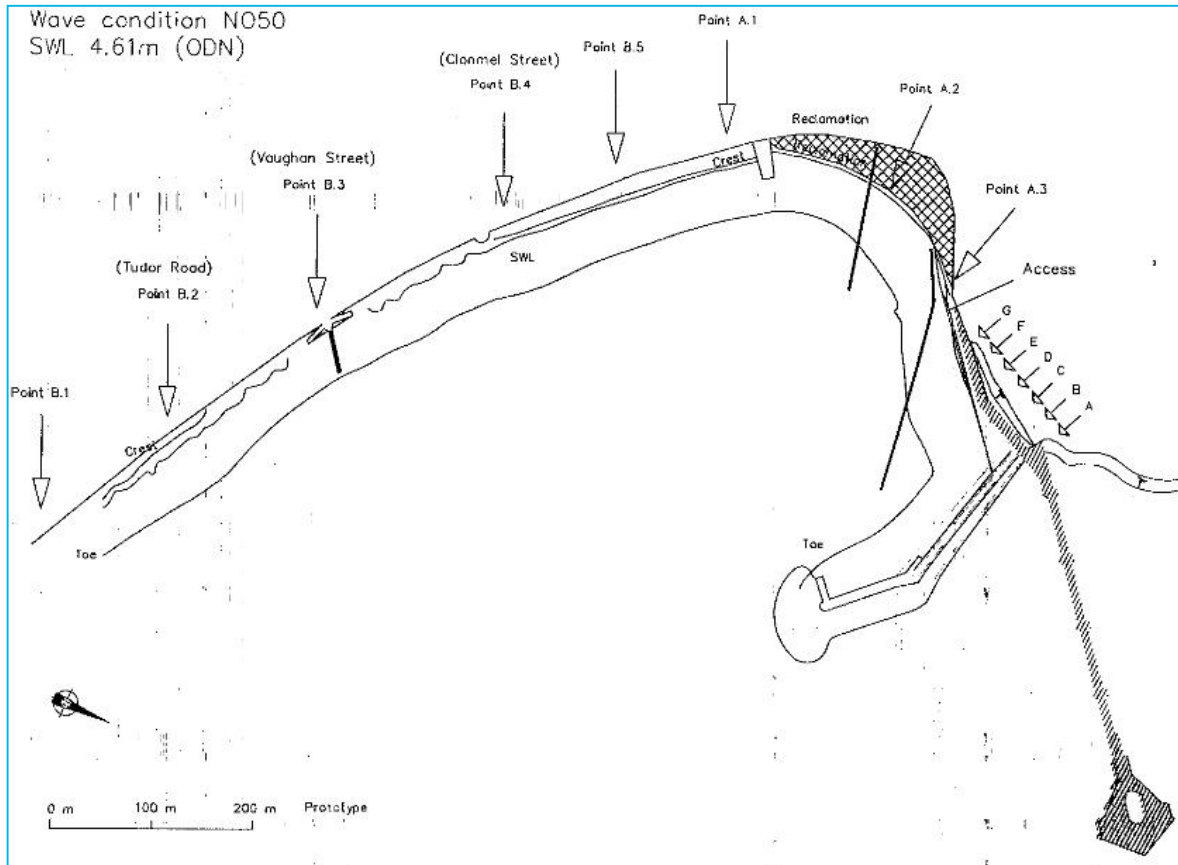 Wave condition NO50
SWL 4.61m (ODN)
Point A.1
Point B.5
(Clonmel Street)
Point B.4
Point A.2
Reclamation
Crest
(Vaughan Street)
Point B.3
Point A.3
Access
SWL
(Tudor Road)
Point B.2
G
F
E
D
C
B
A
Point B.1
Crest
Toe
Toe
0 m
100 m
200 m
Prototype